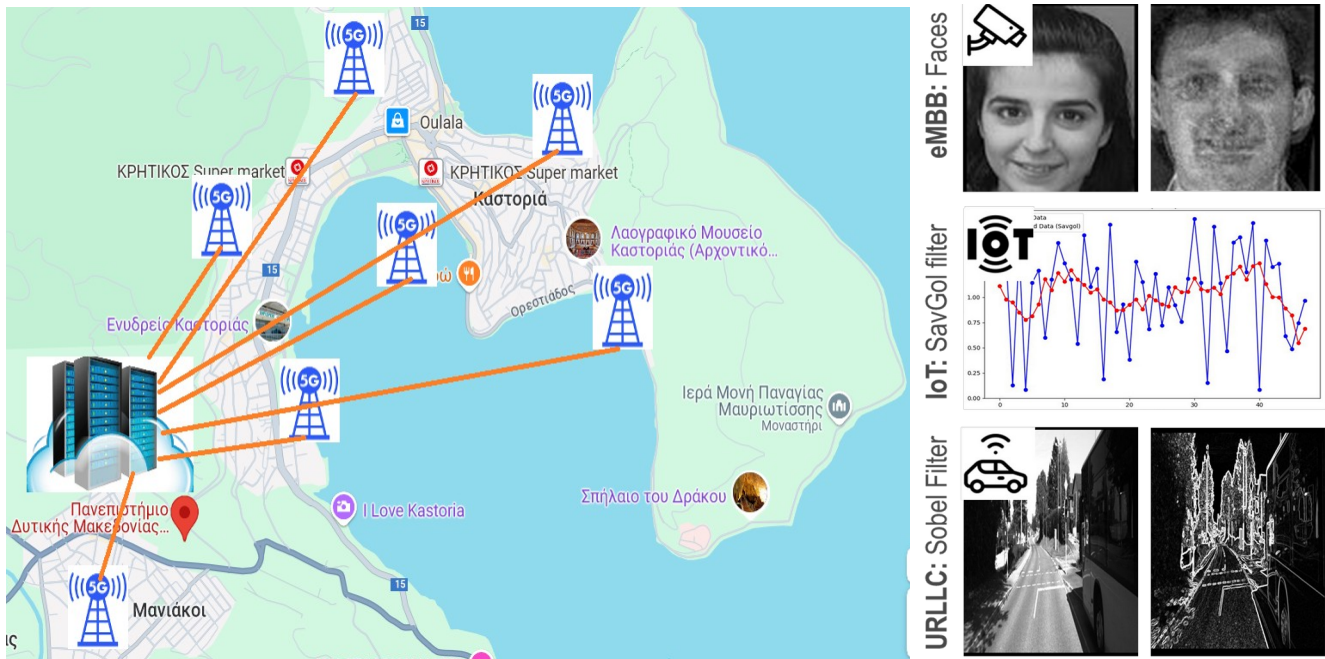 15
5G
5G
Oulala
ΚΡΗΤΙΚΟΣ Super market
ΚΡΗΤΙΚΟΣ Super market
Καστοριά
5G
5G
Λαογραφικό Μουσείο
Καστοριάς (Αρχοντικό...
15
5G
Ορεστιάδος
Ενυδρείο Καστοριάς
5G
Ιερά Μονή Παναγίας
Μαυριωτίσσης
Μοναστήρι
Σπήλαιο του Δράκου
Πανεπιστήμιο
Δυτικής Μακεδονίας...
I Love Kastoria
15
5G
Μανιάκοι
eMBB: Faces
IoT: SavGol filter
IOT
Data
d Data (Savgol)
1.00
0.75
0.50
0.25
0.00
0
10
20
30
40
URLLC: Sobel Filter